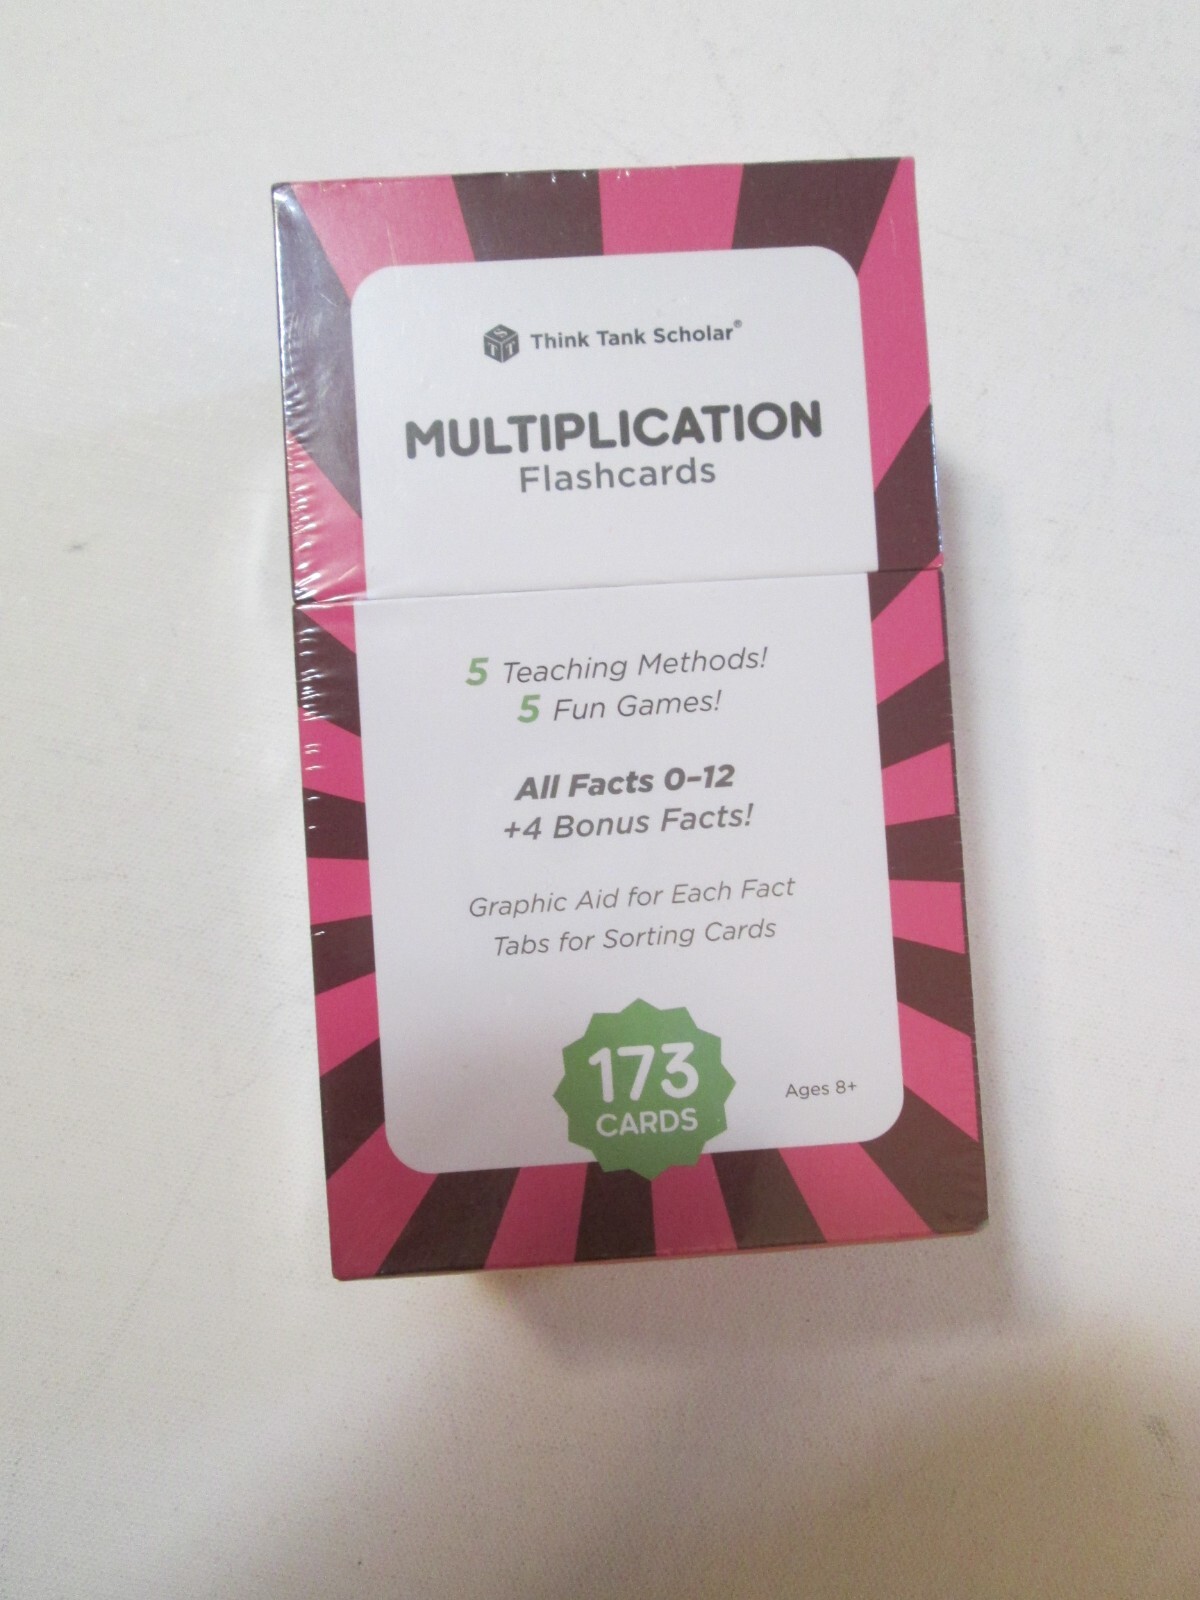 STT
Think Tank Scholar®
MULTIPLICATION
Flashcards
5 Teaching Methods!
5 Fun Games!
All Facts 0–12
+4 Bonus Facts!
Graphic Aid for Each Fact
Tabs for Sorting Cards
173
CARDS
Ages 8+